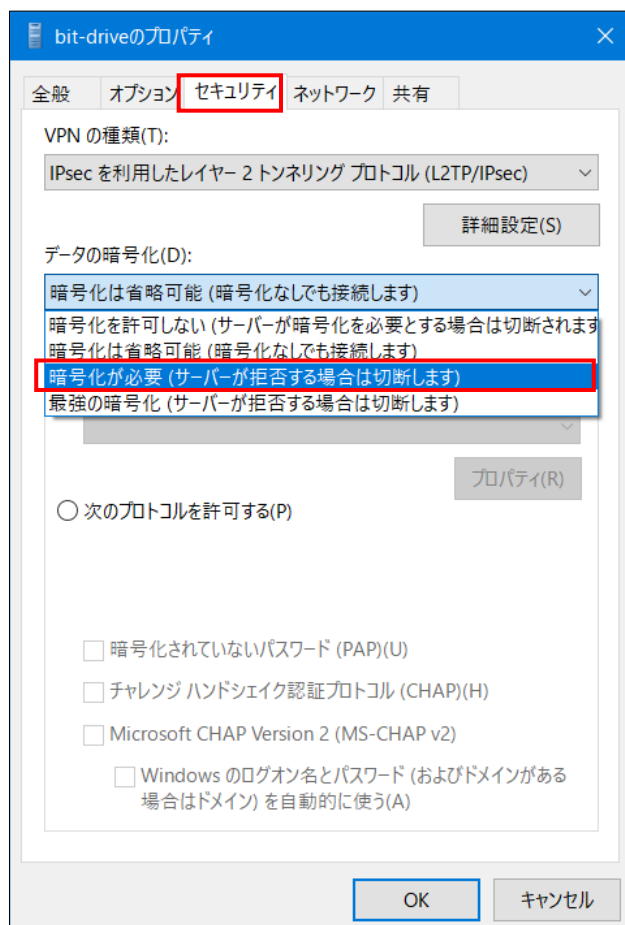 bit-driveのプロパティ
全般 オプション セキュリティ ネットワーク 共有
VPN の種類(T):
IPsec を利用したレイヤー 2 トンネリング プロトコル (L2TP/IPsec)
詳細設定(S)
データの暗号化(D):
暗号化は省略可能 (暗号化なしでも接続します)
暗号化を許可しない (サーバーが暗号化を必要とする場合は切断されます
暗号化は省略可能 (暗号化なしでも接続します)
暗号化が必要 (サーバーが拒否する場合は切断します)
最強の暗号化 (サーバーが拒否する場合は切断します)
プロパティ(R)
次のプロトコルを許可する(P)
暗号化されていないパスワード (PAP)(U)
チャレンジ ハンドシェイク認証プロトコル (CHAP)(H)
Microsoft CHAP Version 2 (MS-CHAP v2)
Windows のログオン名とパスワード (およびドメインがある
場合はドメイン) を自動的に使う(A)
OK キャンセル